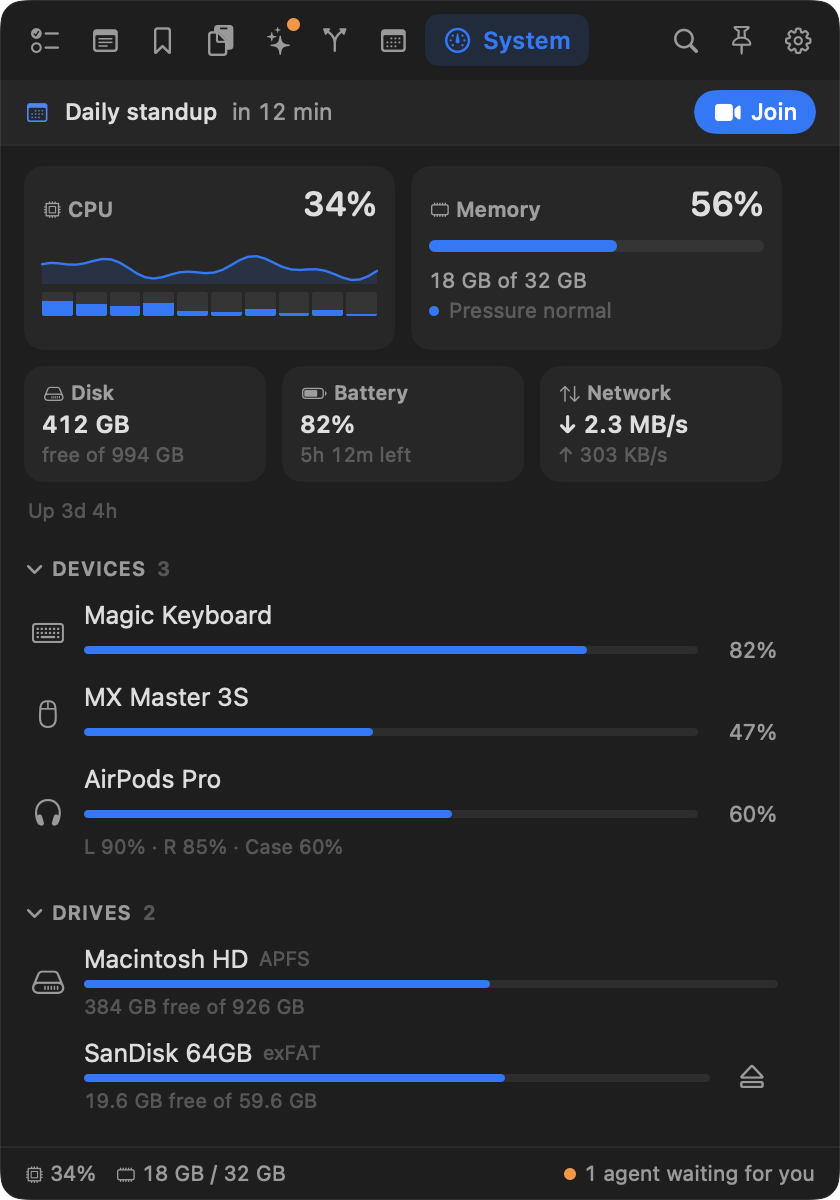 System
Daily standup in 12 min
Join
CPU 34%
Memory 56%
18 GB of 32 GB
Pressure normal
Disk
412 GB
free of 994 GB
Battery
82%
5h 12m left
Network
↓ 2.3 MB/s
↑ 303 KB/s
Up 3d 4h
DEVICES 3
Magic Keyboard
82%
MX Master 3S
47%
AirPods Pro
60%
L 90% · R 85% · Case 60%
DRIVES 2
Macintosh HD APFS
384 GB free of 926 GB
SanDisk 64GB exFAT
19.6 GB free of 59.6 GB
34% 18 GB / 32 GB
1 agent waiting for you